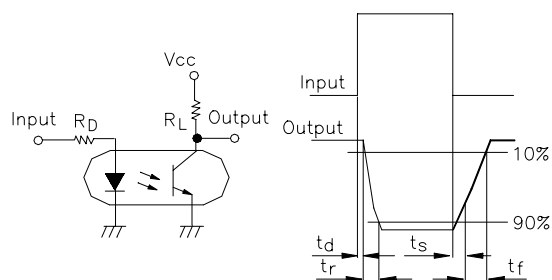 Vcc
Input
RD
RL
Output
Input
Output
10%
90%
td
ts
tr
tf